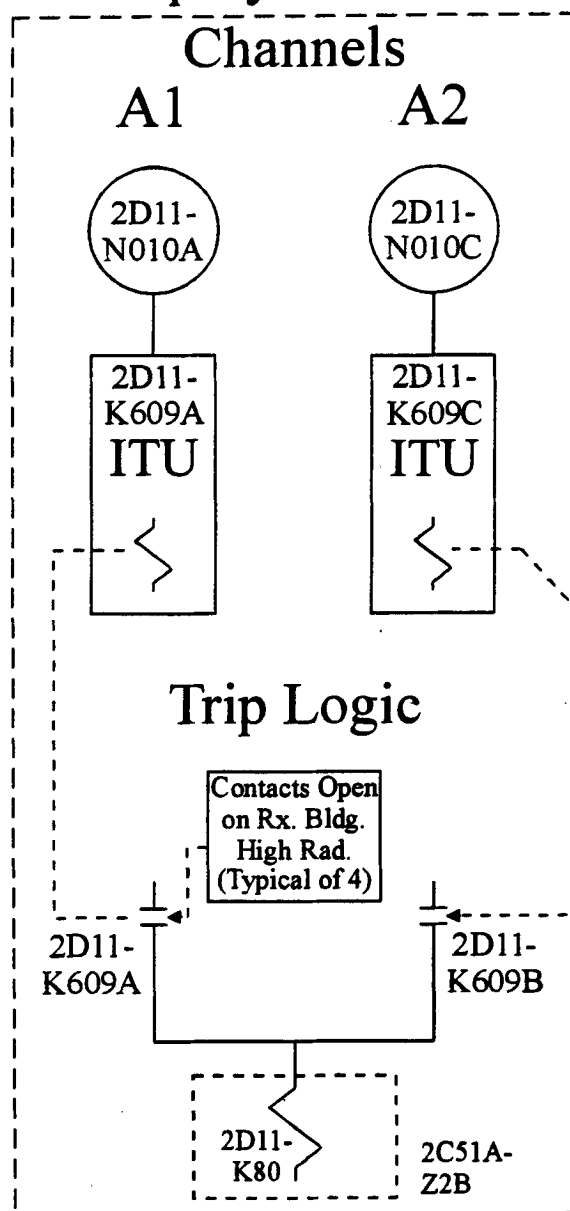 Channels
A1 A2
2D11-
N010A
2D11-
N010C
2D11-
K609A
ITU
2D11-
K609C
ITU
Trip Logic
Contacts Open
on Rx. Bldg.
High Rad.
(Typical of 4)
2D11-
K609A
2D11-
K609B
2D11-
K80
2C51A-
Z2B